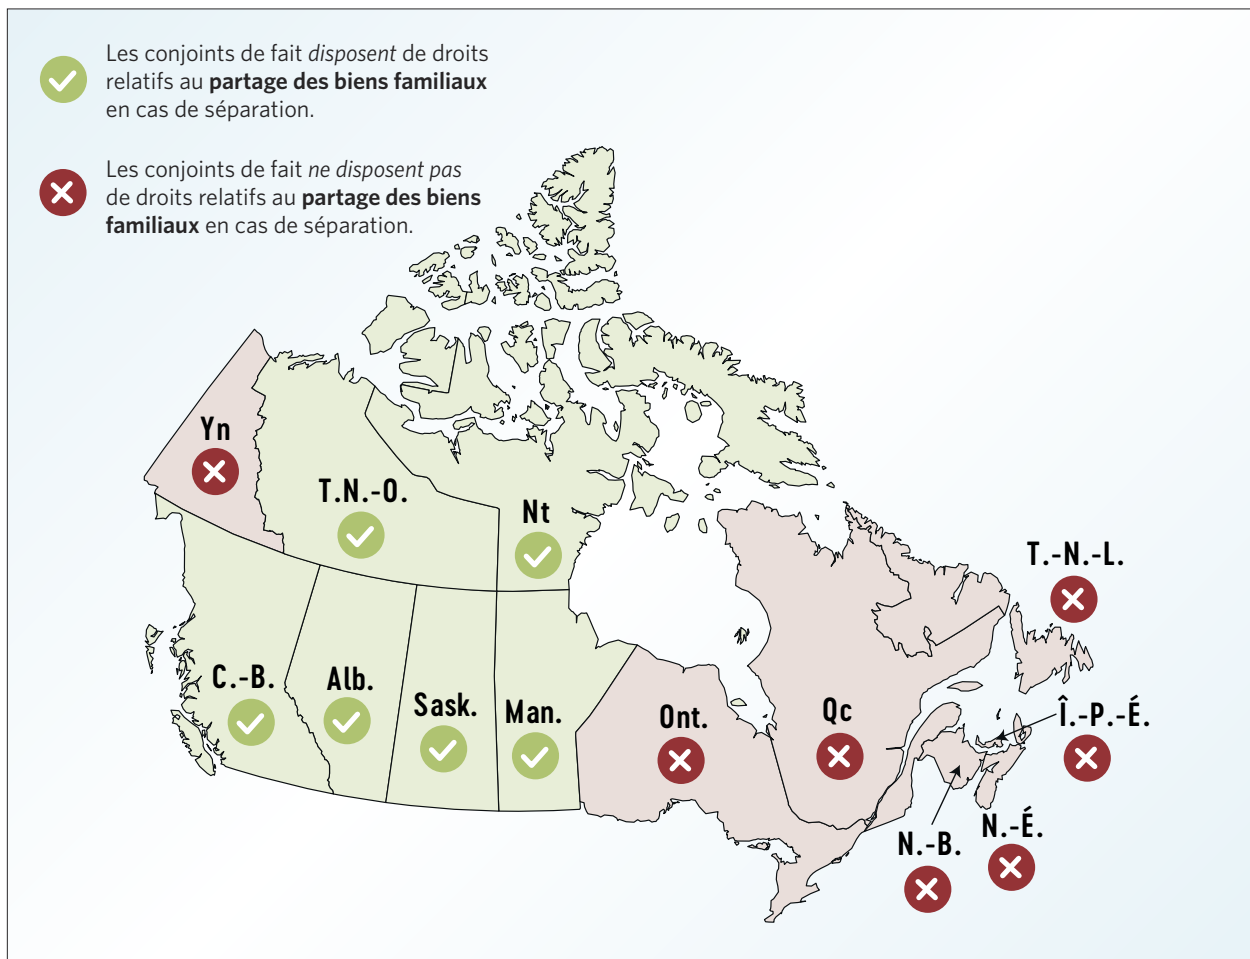 Les conjoints de fait disposent de droits
relatifs au partage des biens familiaux
en cas de séparation.
Les conjoints de fait ne disposent pas
de droits relatifs au partage des biens
familiaux en cas de séparation.
Yn
T.N.-O.
Nt
T.-N.-L.
C.-B.
Alb.
Sask.
Man.
Ont.
Qc
Î.-P.-É.
N.-B.
N.-É.